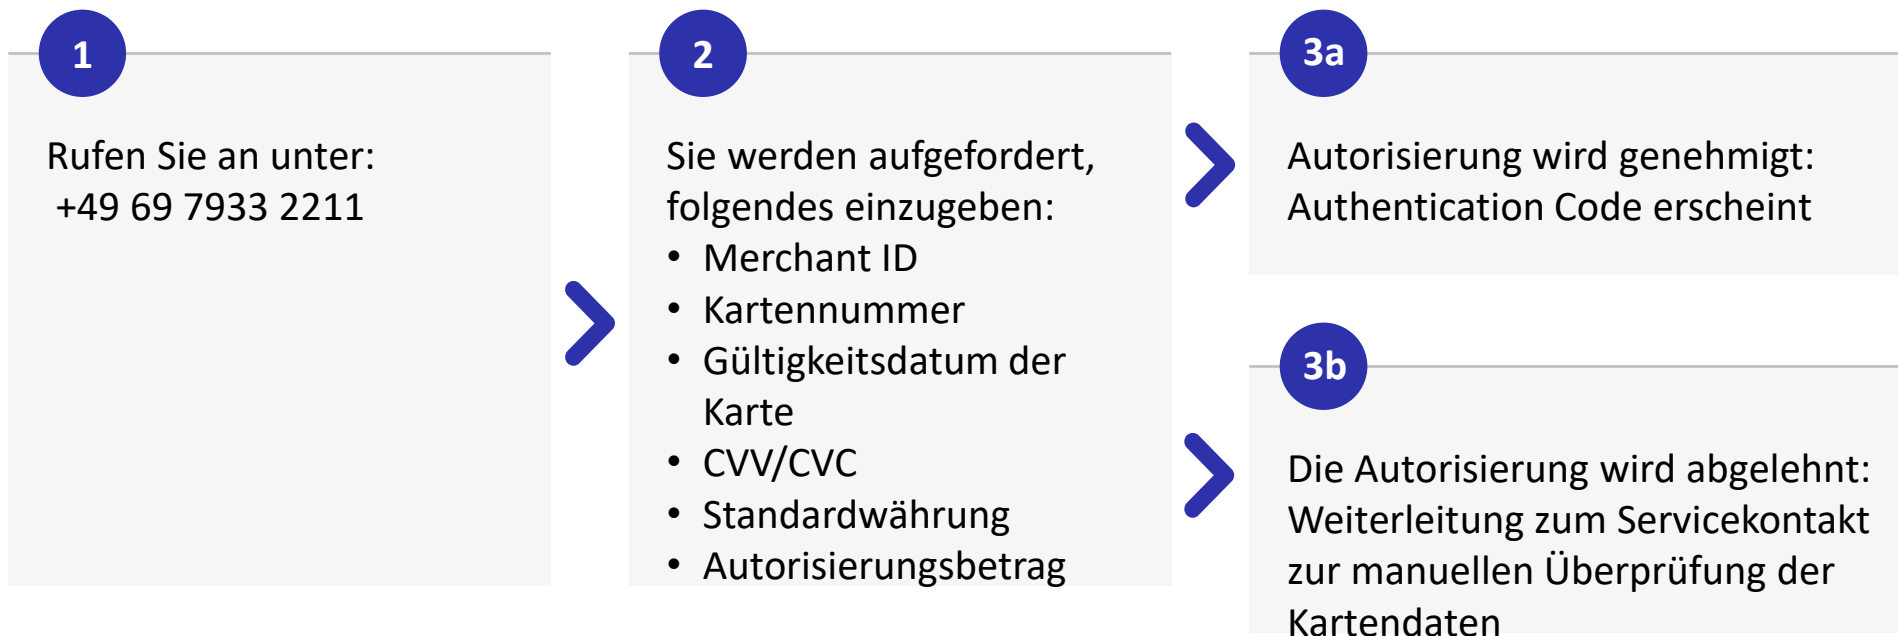 1
Rufen Sie an unter:
+49 69 7933 2211
2
Sie werden aufgefordert,
folgendes einzugeben:
• Merchant ID
• Kartennummer
• Gültigkeitsdatum der
Karte
• CVV/CVC
• Standardwährung
• Autorisierungsbetrag
3a
Autorisierung wird genehmigt:
Authentication Code erscheint
3b
Die Autorisierung wird abgelehnt:
Weiterleitung zum Servicekontakt
zur manuellen Überprüfung der
Kartendaten